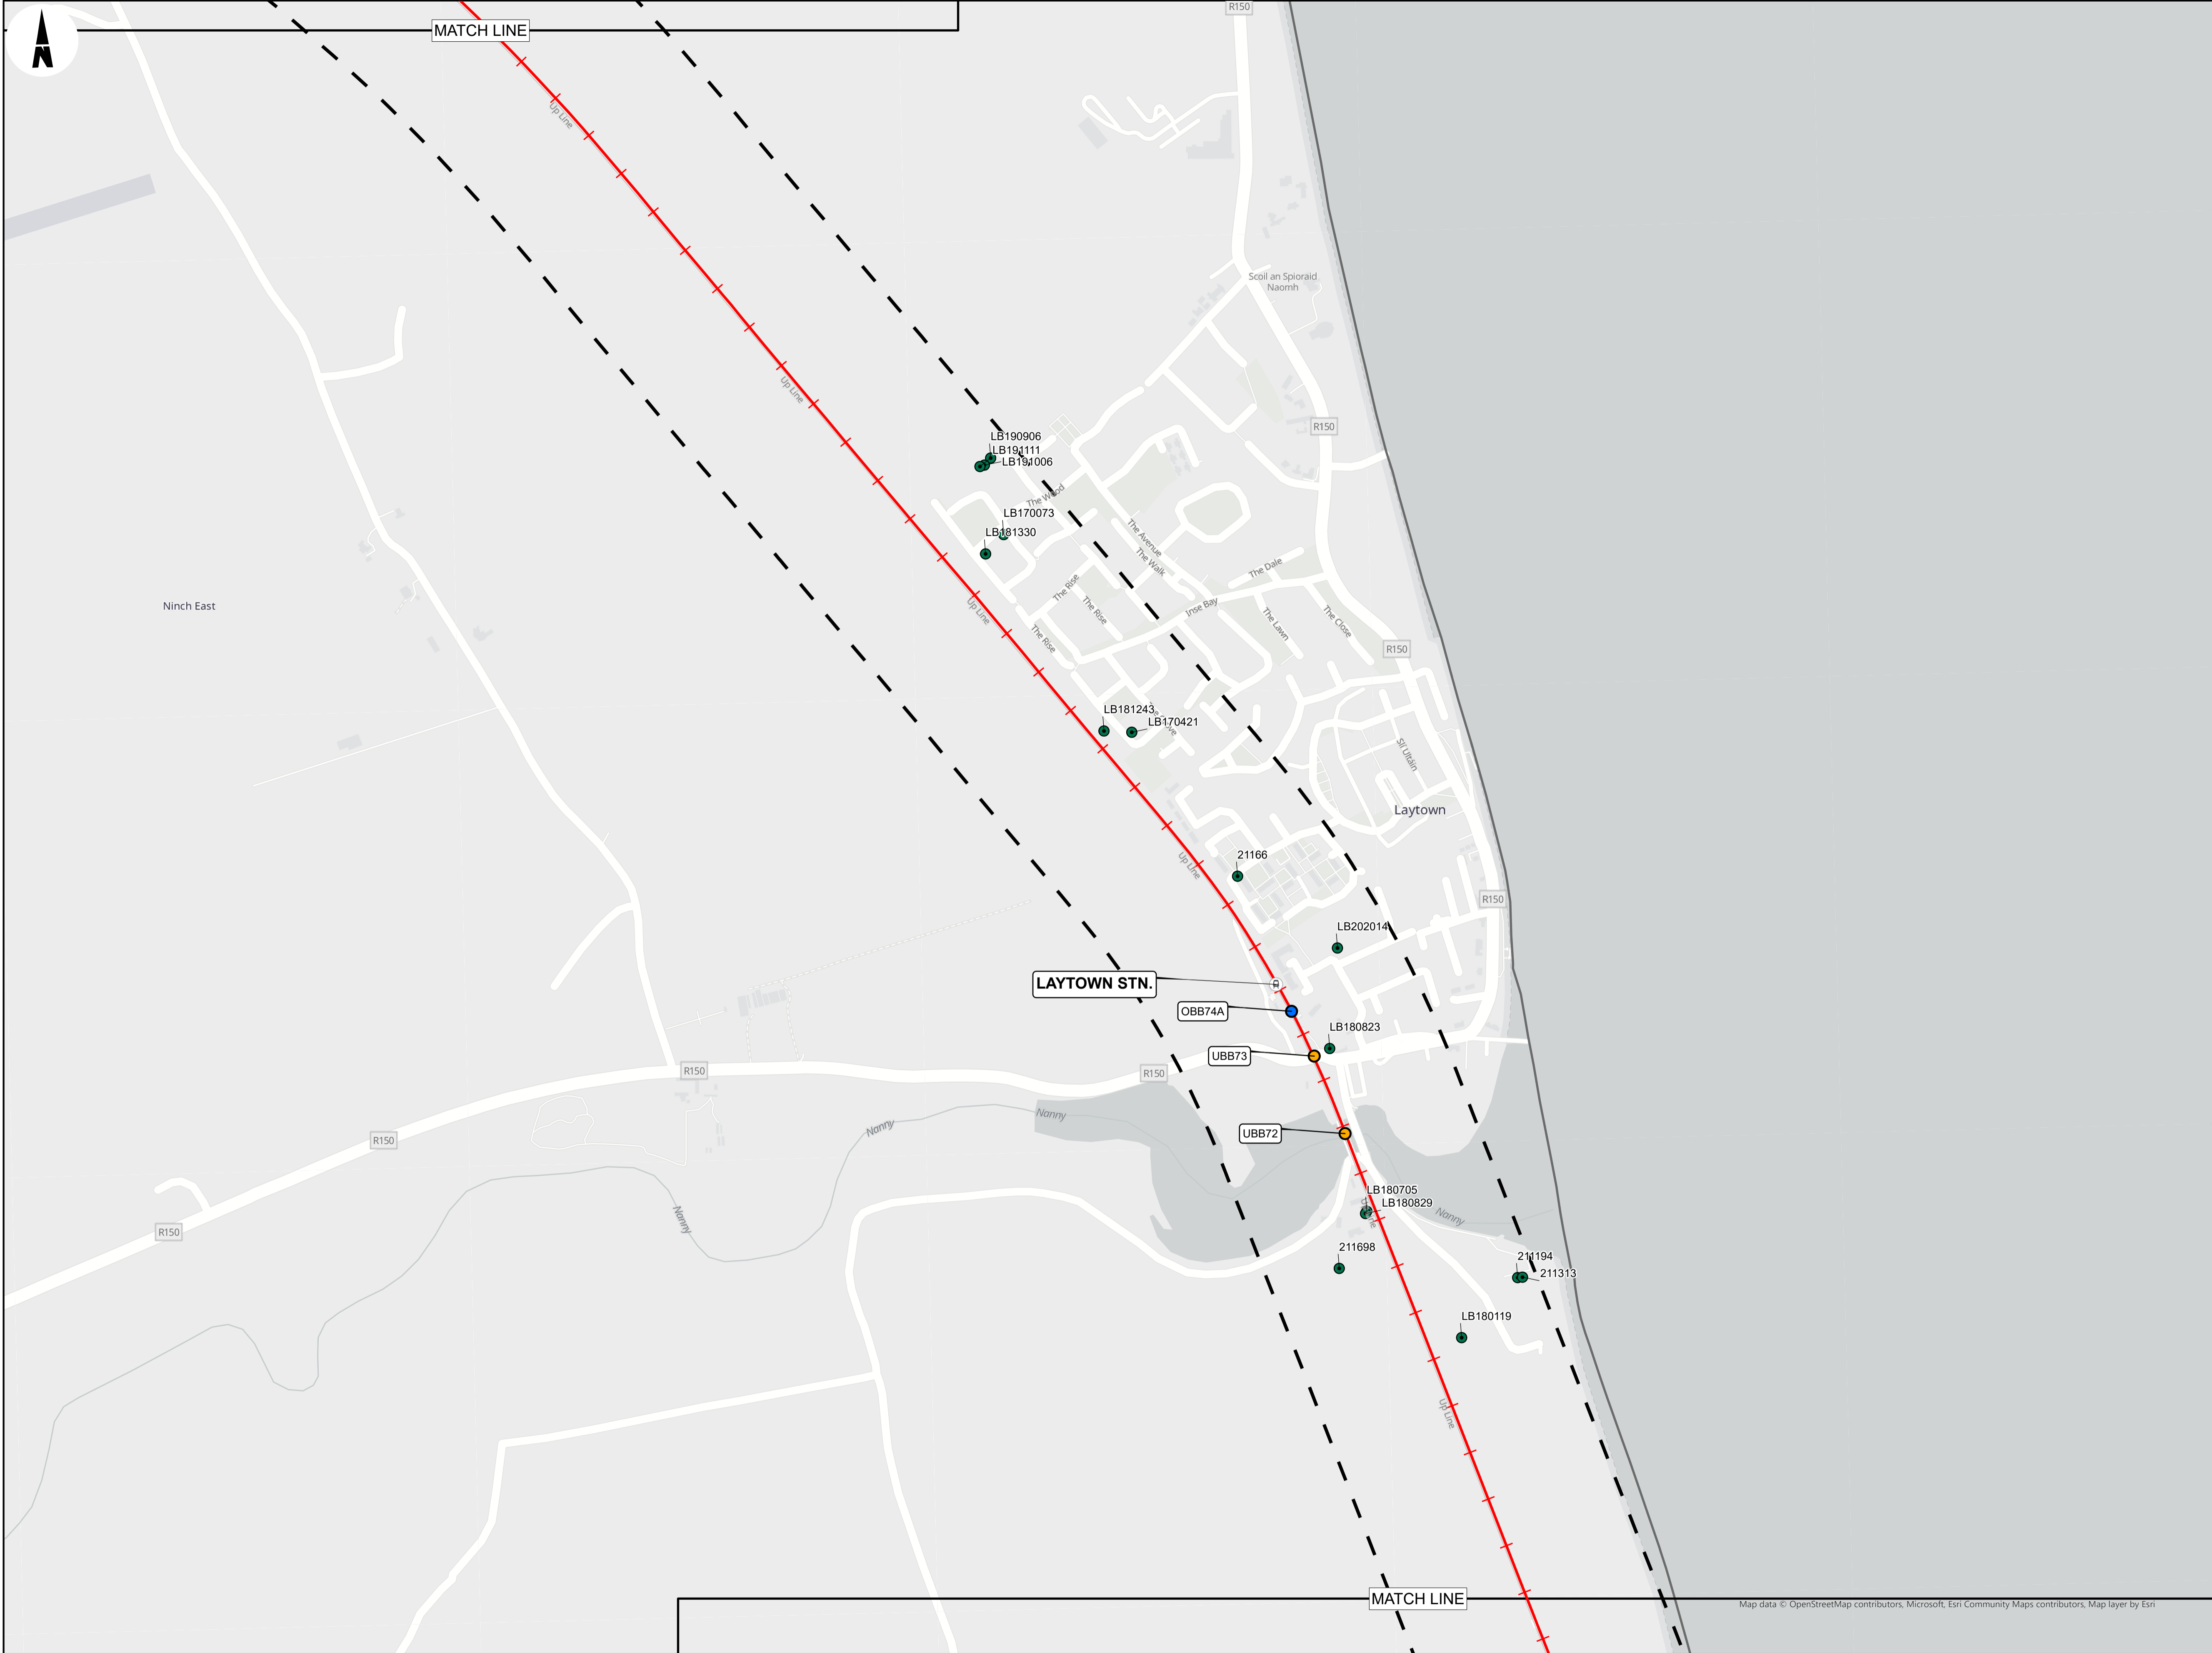 R150
MATCH LINE
N
Up Line
Scoil an Spioraid
Naomh
Up Line
R150
LB190906
LB191111
LB191006
The Wood
LB170073
LB181330
The Avenue
The Walk
The Dale
The Rise
The Rise
Inse Bay
The Lawn
The Close
Ninch East
Up Line
The Rise
R150
LB181243
LB170421
Slí Ultáin
Laytown
21166
Up Line
R150
LB202014
LAYTOWN STN.
OBB74A
LB180823
UBB73
R150
R150
Nanny
Nanny
UBB72
R150
LB180705
LB180829
Nanny
Nanny
R150
211698
211194
211313
LB180119
Up Line
MATCH LINE
Map data © OpenStreetMap contributors, Microsoft, Esri Community Maps contributors, Map layer by Esri